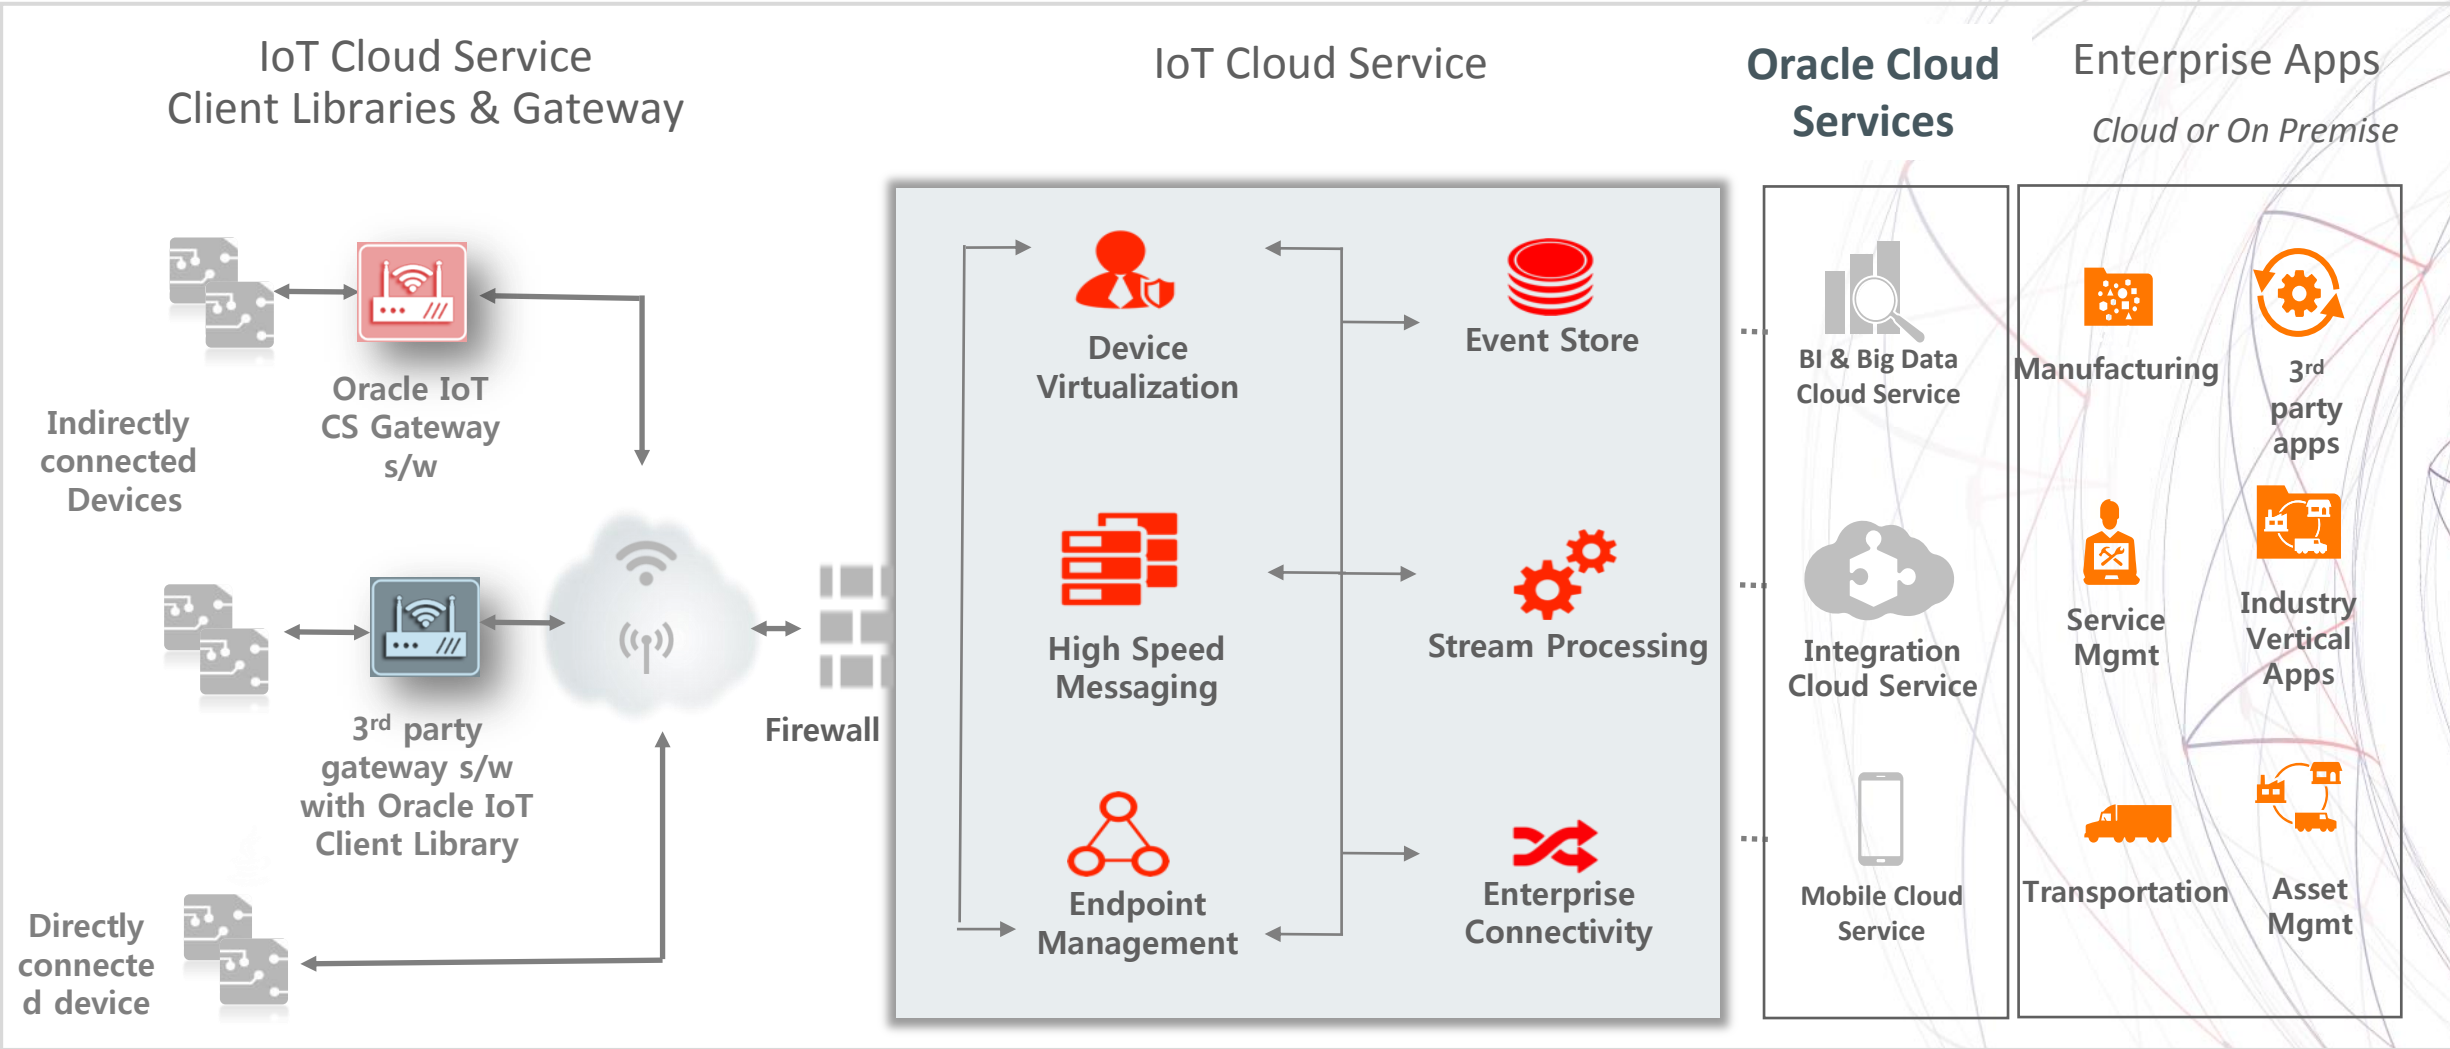 IoT Cloud Service
Client Libraries & Gateway
IoT Cloud Service
Oracle Cloud
Services
Enterprise Apps
Cloud or On Premise
Indirectly
connected
Devices
Oracle IoT
CS Gateway
s/w
3rd party
gateway s/w
with Oracle IoT
Client Library
Directly
connecte
d device
Firewall
Device
Virtualization
High Speed
Messaging
Endpoint
Management
Event Store
Stream Processing
Enterprise
Connectivity
BI & Big Data
Cloud Service
Integration
Cloud Service
Mobile Cloud
Service
Manufacturing
3rd
party
apps
Service
Mgmt
Industry
Vertical
Apps
Transportation
Asset
Mgmt